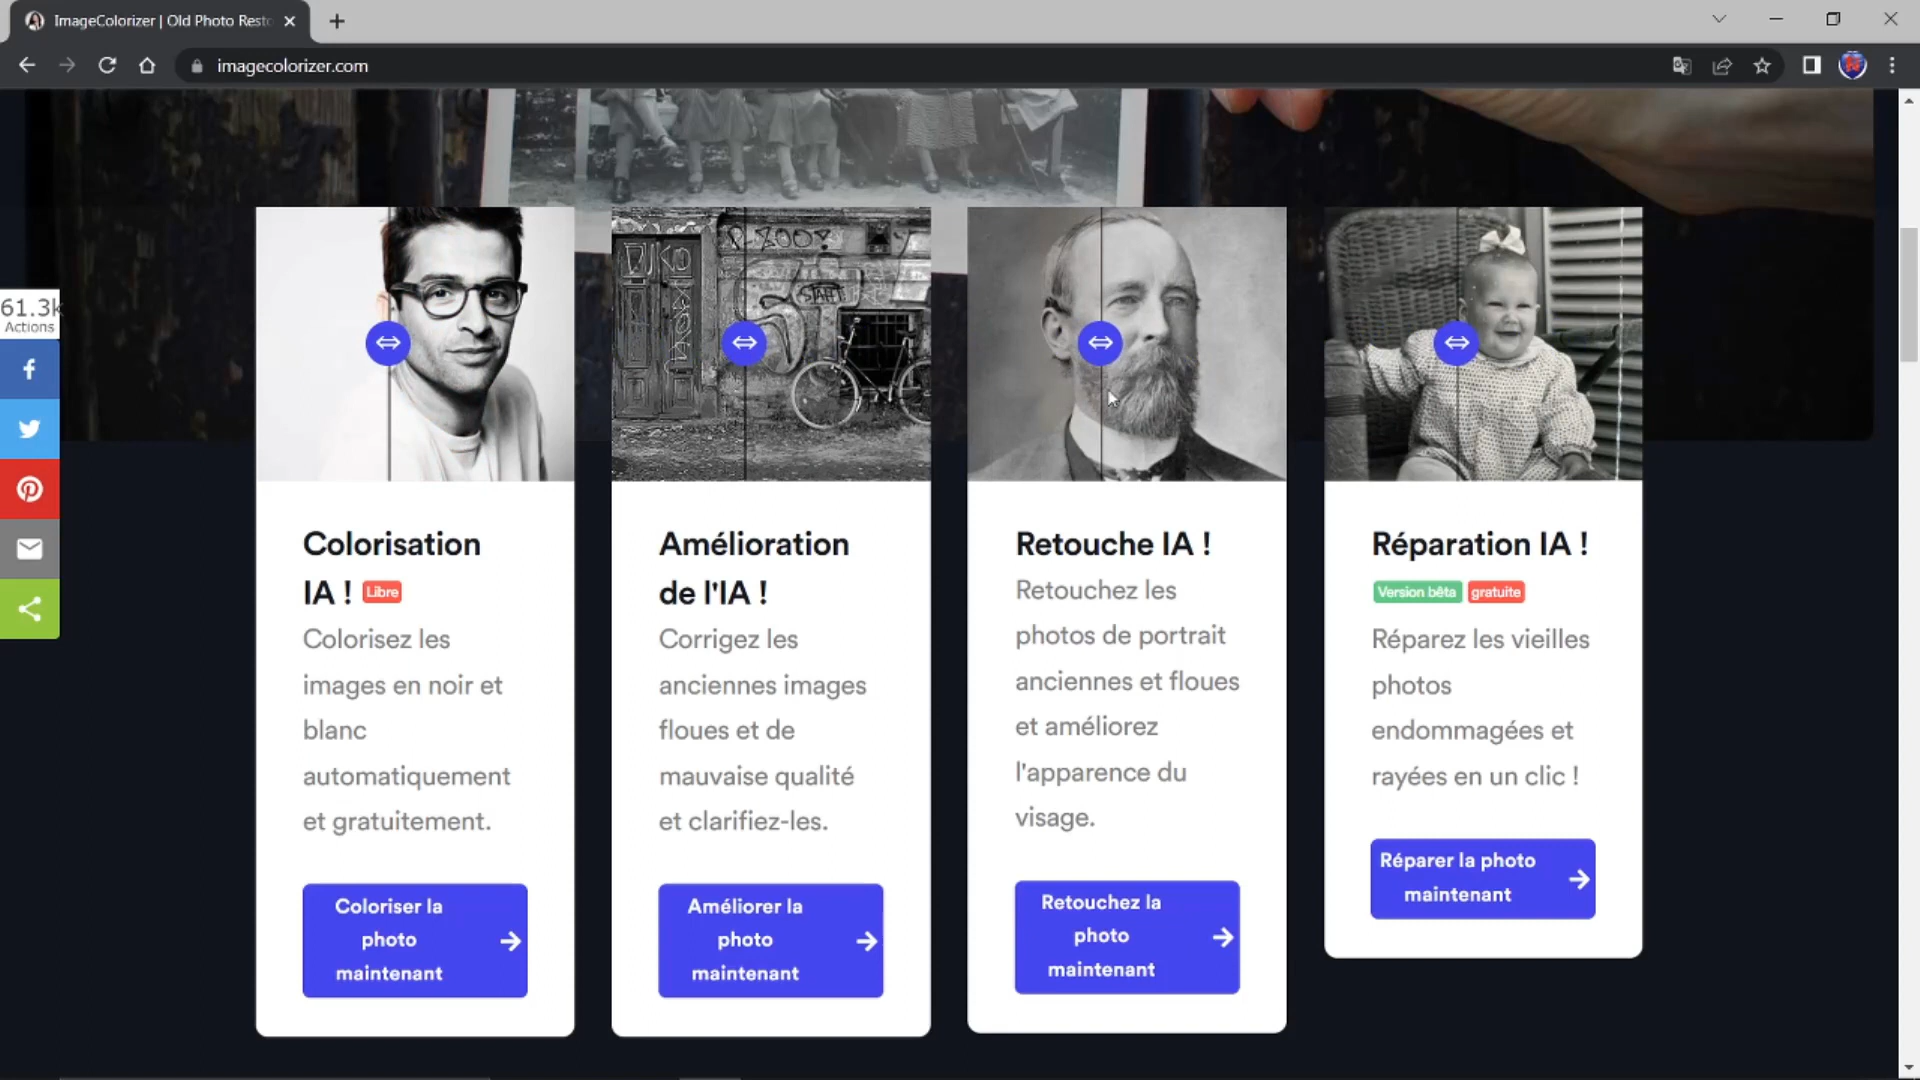 ImageColorizer | Old Photo Resto
imagecolorizer.com
61.3k
Actions
START
Colorisation
IA ! Libre
Colorisez les
images en noir et
blanc
automatiquement
et gratuitement.
Coloriser la
photo
maintenant
Amélioration
de l'IA !
Corrigez les
anciennes images
floues et de
mauvaise qualité
et clarifiez-les.
Améliorer la
photo
maintenant
Retouche IA !
Retouchez les
photos de portrait
anciennes et floues
et améliorez
l'apparence du
visage.
Retouchez la
photo
maintenant
Réparation IA !
Version bêta gratuite
Réparez les vieilles
photos
endommagées et
rayées en un clic !
Réparer la photo
maintenant